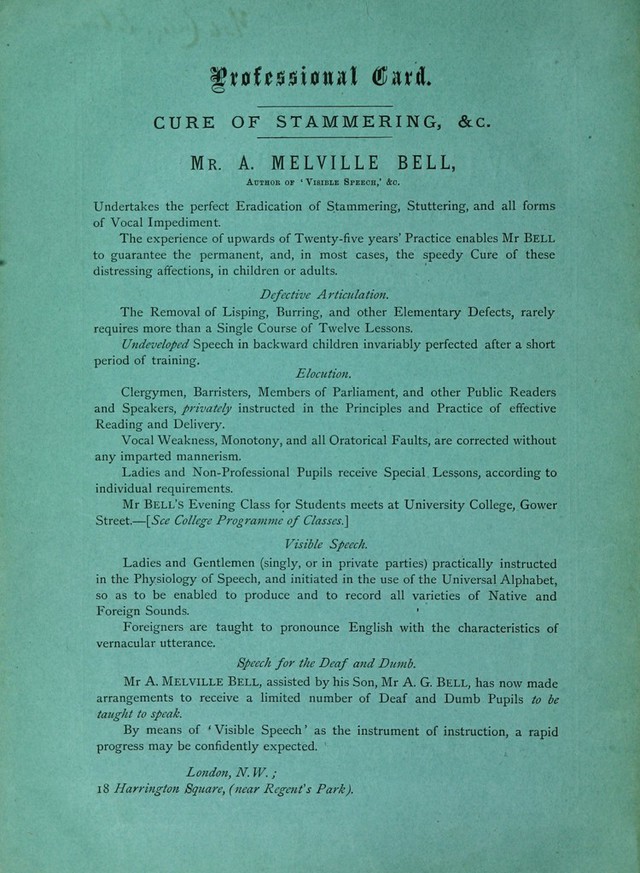 Professional Card.
CURE OF STAMMERING, &c.
MR. A. MELVILLE BELL,
AUTHOR OF 'VISIBLE SPEECH,' &c.
Undertakes the perfect Eradication of Stammering, Stuttering, and all forms
of Vocal Impediment.
The experience of upwards of Twenty-five years' Practice enables Mr BELL
to guarantee the permanent, and, in most cases, the speedy Cure of these
distressing affections, in children or adults.
Defective Articulation.
The Removal of Lisping, Burring, and other Elementary Defects, rarely
requires more than a Single Course of Twelve Lessons.
Undeveloped Speech in backward children invariably perfected after a short
period of training.
Elocution.
Clergymen, Barristers, Members of Parliament, and other Public Readers
and Speakers, privately instructed in the Principles and Practice of effective
Reading and Delivery.
Vocal Weakness, Monotony, and all Oratorical Faults, are corrected without
any imparted mannerism.
Ladies and Non-Professional Pupils receive Special Lessons, according to
individual requirements.
Mr BELL'S Evening Class for Students meets at University College, Gower
Street.—[See College Programme of Classes.]
Visible Speech.
Ladies and Gentlemen (singly, or in private parties) practically instructed
in the Physiology of Speech, and initiated in the use of the Universal Alphabet,
so as to be enabled to produce and to record all varieties of Native and
Foreign Sounds.
Foreigners are taught to pronounce English with the characteristics of
vernacular utterance.
Speech for the Deaf and Dumb.
Mr A. MELVILLE BELL, assisted by his Son, Mr A. G. BELL, has now made
arrangements to receive a limited number of Deaf and Dumb Pupils to be
taught to speak.
By means of 'Visible Speech' as the instrument of instruction, a rapid
progress may be confidently expected.
London, N.W.;
18 Harrington Square, (near Regent's Park).